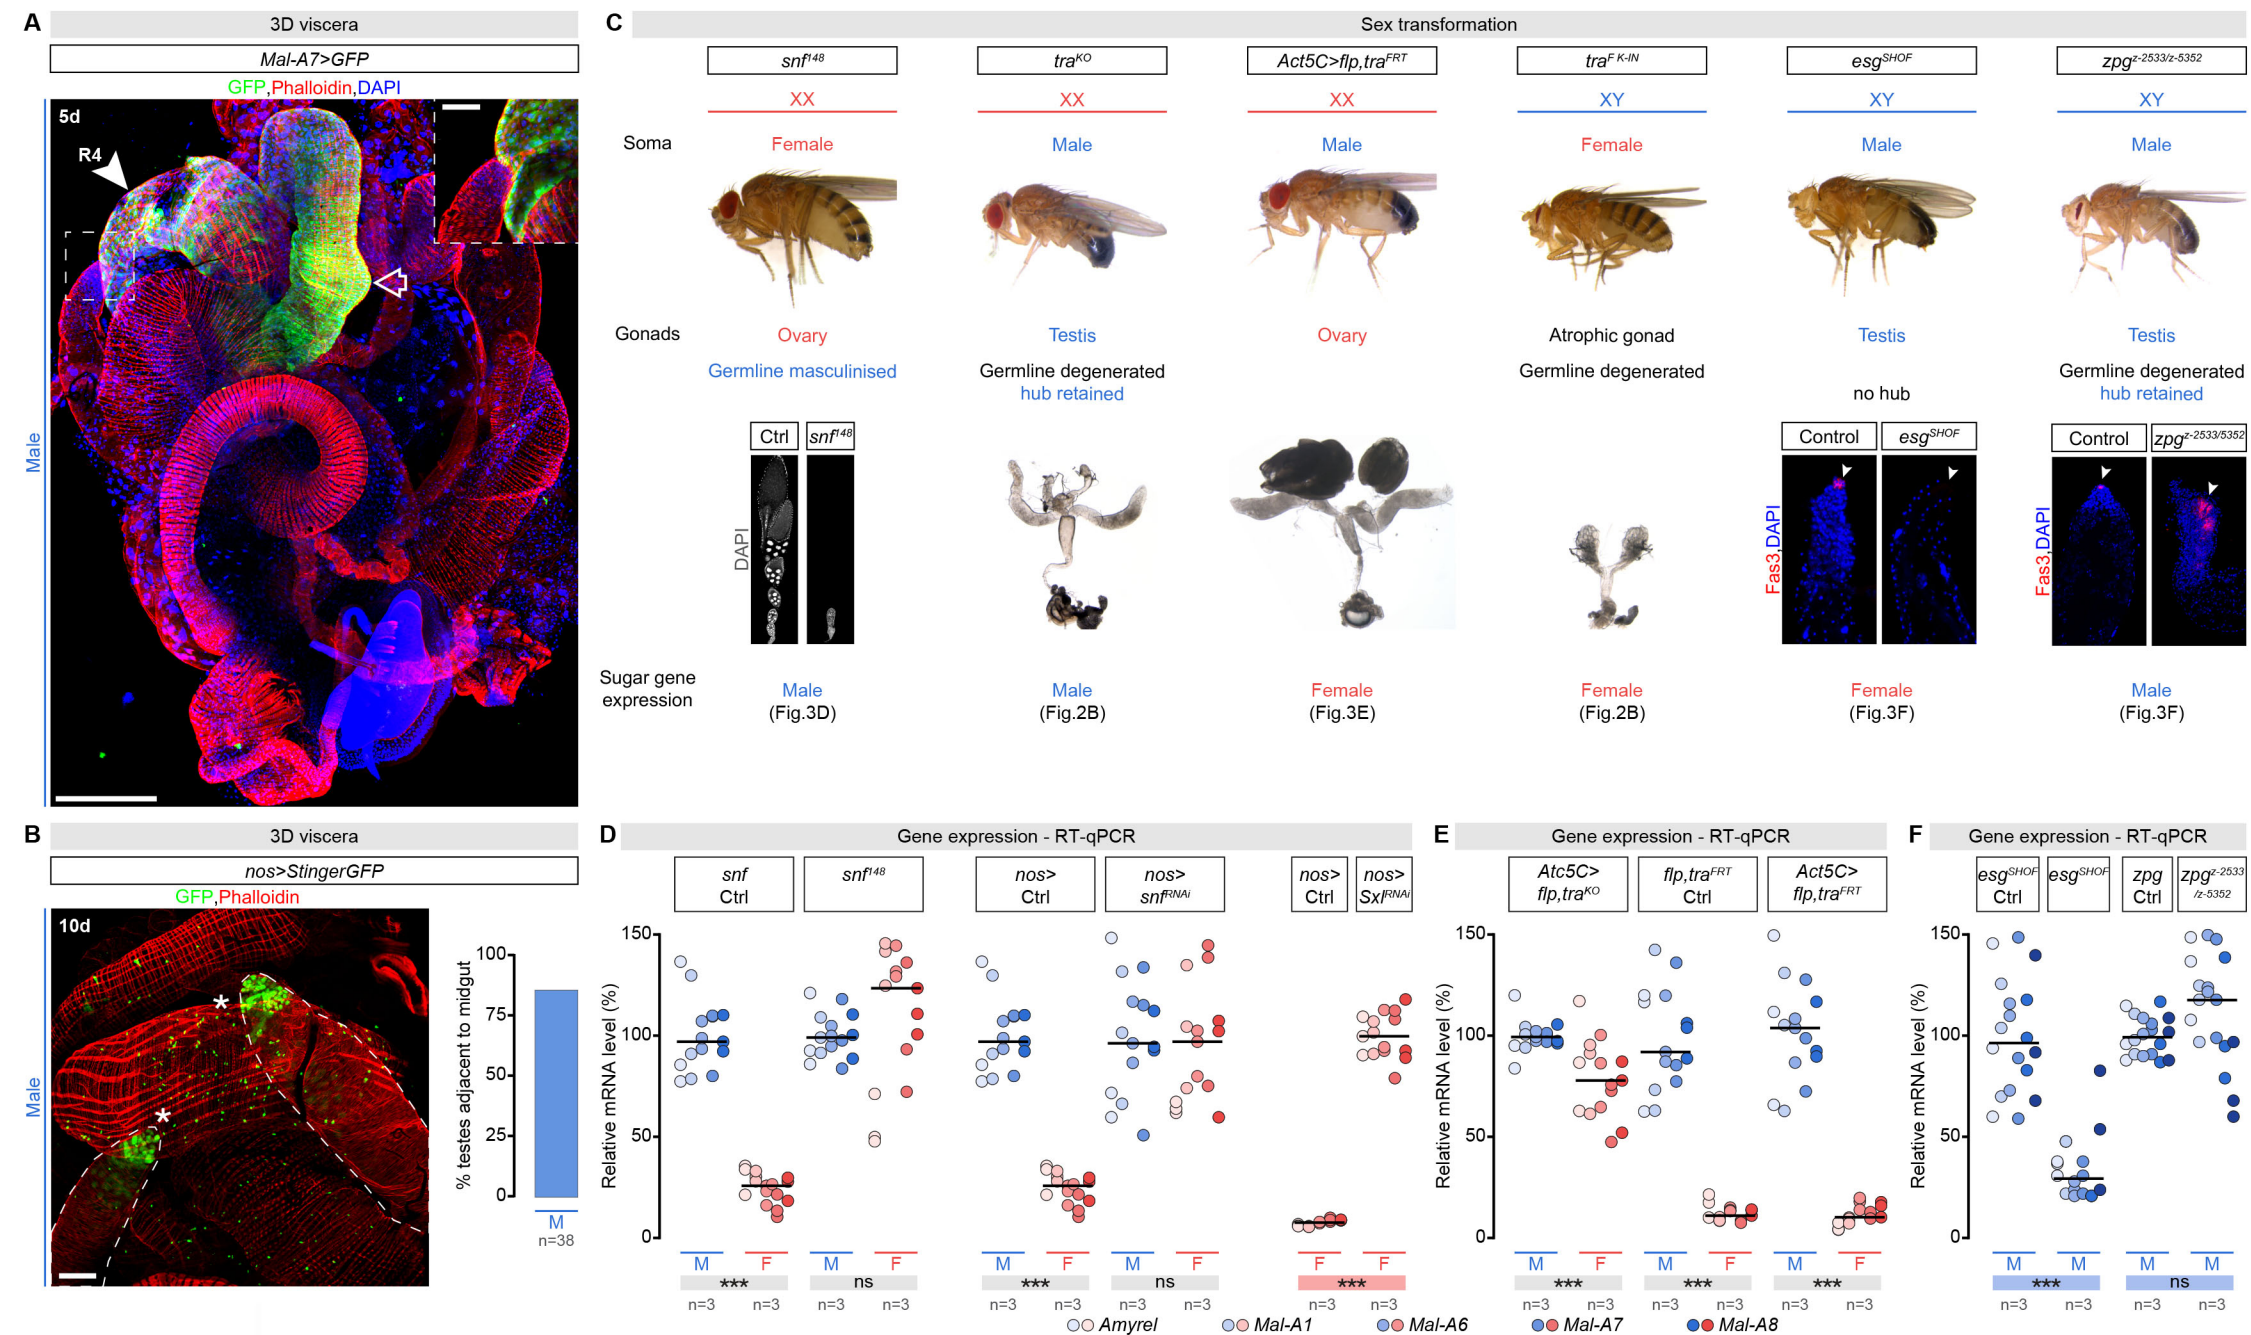 A
3D viscera
Mal-A7>GFP
GFP,Phalloidin,DAPI
5d
R4
Male
B
3D viscera
nos>StingerGFP
GFP,Phalloidin
10d
*
*
Male
% testes adjacent to midgut
100
75
50
25
0
M
n=38
C
Sex transformation
snf148
traKO
Act5C>flp,traFRT
traF K-IN
esgSHOF
zpgz-2533/z-5352
XX
XX
XX
XY
XY
XY
Soma
Female
Male
Male
Female
Male
Male
Gonads
Ovary
Testis
Ovary
Atrophic gonad
Testis
Testis
Germline masculinised
Germline degenerated
hub retained
Germline degenerated
no hub
Germline degenerated
hub retained
Ctrl
snf148
DAPI
Control
esgSHOF
Fas3,DAPI
Control
zpgz-2533/5352
Fas3,DAPI
Sugar gene
expression
Male
(Fig.3D)
Male
(Fig.2B)
Female
(Fig.3E)
Female
(Fig.2B)
Female
(Fig.3F)
Male
(Fig.3F)
D
Gene expression - RT-qPCR
snf
Ctrl
snf148
nos>
Ctrl
nos>
snfRNAi
nos>
Ctrl
nos>
SxlRNAi
Relative mRNA level (%)
150
100
50
0
M F M F M F M F F F
*** ns *** ns ***
n=3 n=3 n=3 n=3 n=3 n=3 n=3 n=3 n=3 n=3
E
Gene expression - RT-qPCR
Atc5C>
flp,traKO
flp,traFRT
Ctrl
Act5C>
flp,traFRT
Relative mRNA level (%)
150
100
50
0
M F M F M F
*** *** ***
n=3 n=3 n=3 n=3 n=3 n=3
F
Gene expression - RT-qPCR
esgSHOF
Ctrl
esgSHOF
zpg
Ctrl
zpgz-2533
/z-5352
Relative mRNA level (%)
150
100
50
0
M M M M
*** ns
n=3 n=3 n=3 n=3
Amyrel Mal-A1 Mal-A6 Mal-A7 Mal-A8